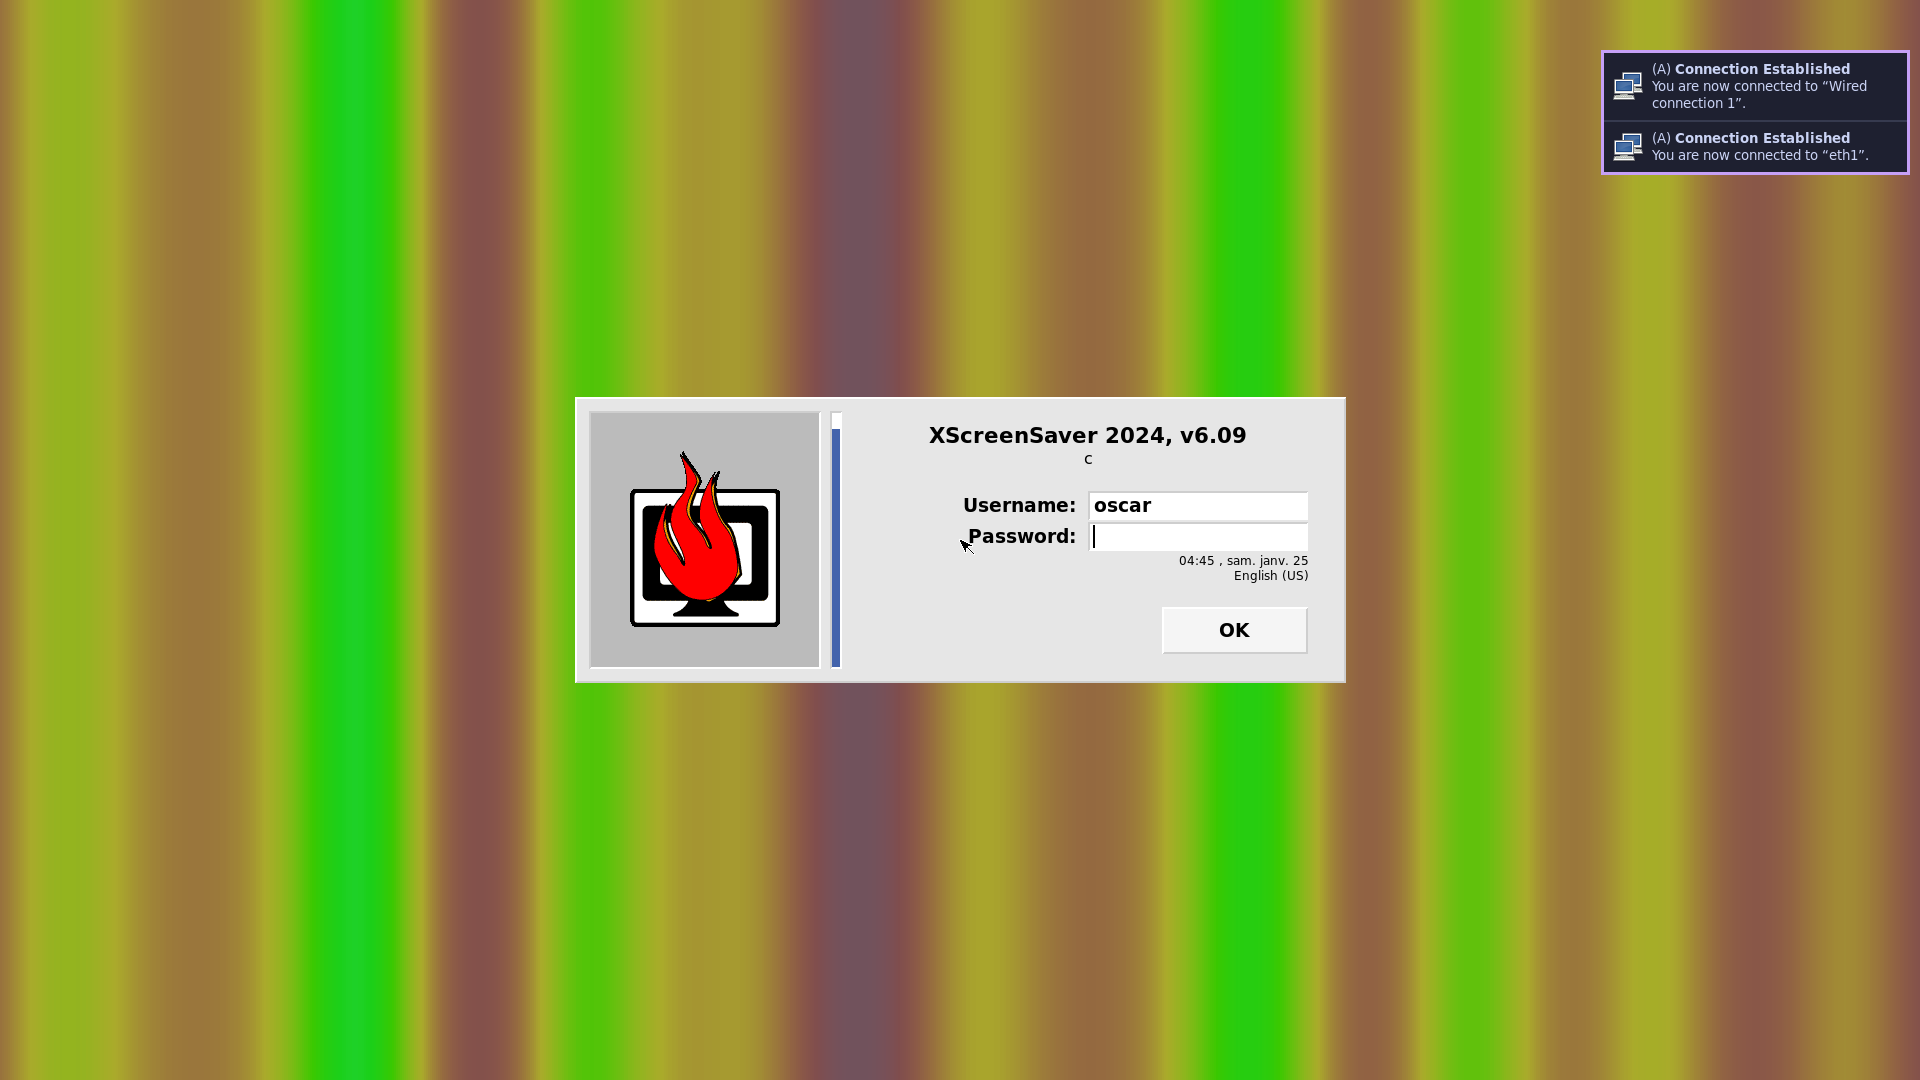 (A) Connection Established
You are now connected to “Wired
connection 1”.
(A) Connection Established
You are now connected to “eth1”.
XScreenSaver 2024, v6.09
c
Username: oscar
Password:
04:45 , sam. janv. 25
English (US)
OK